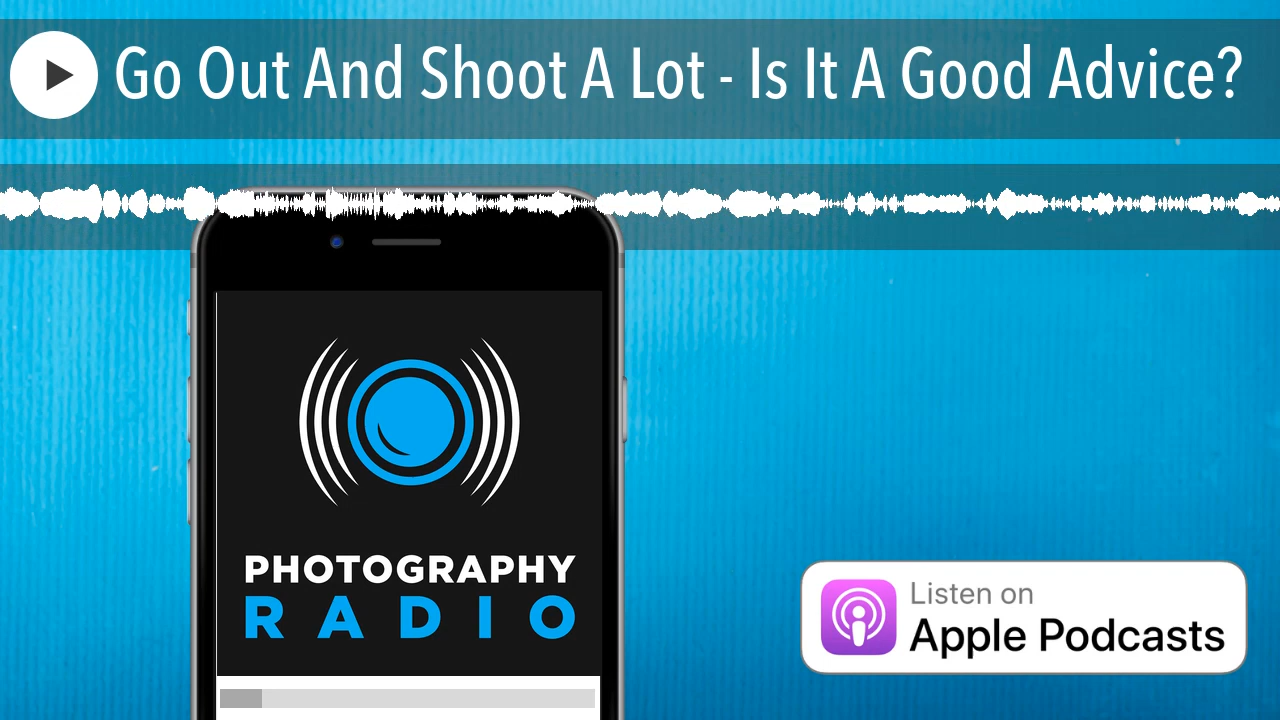 Go Out And Shoot A Lot - Is It A Good Advice?
PHOTOGRAPHY
RADIO
Listen on
Apple Podcasts